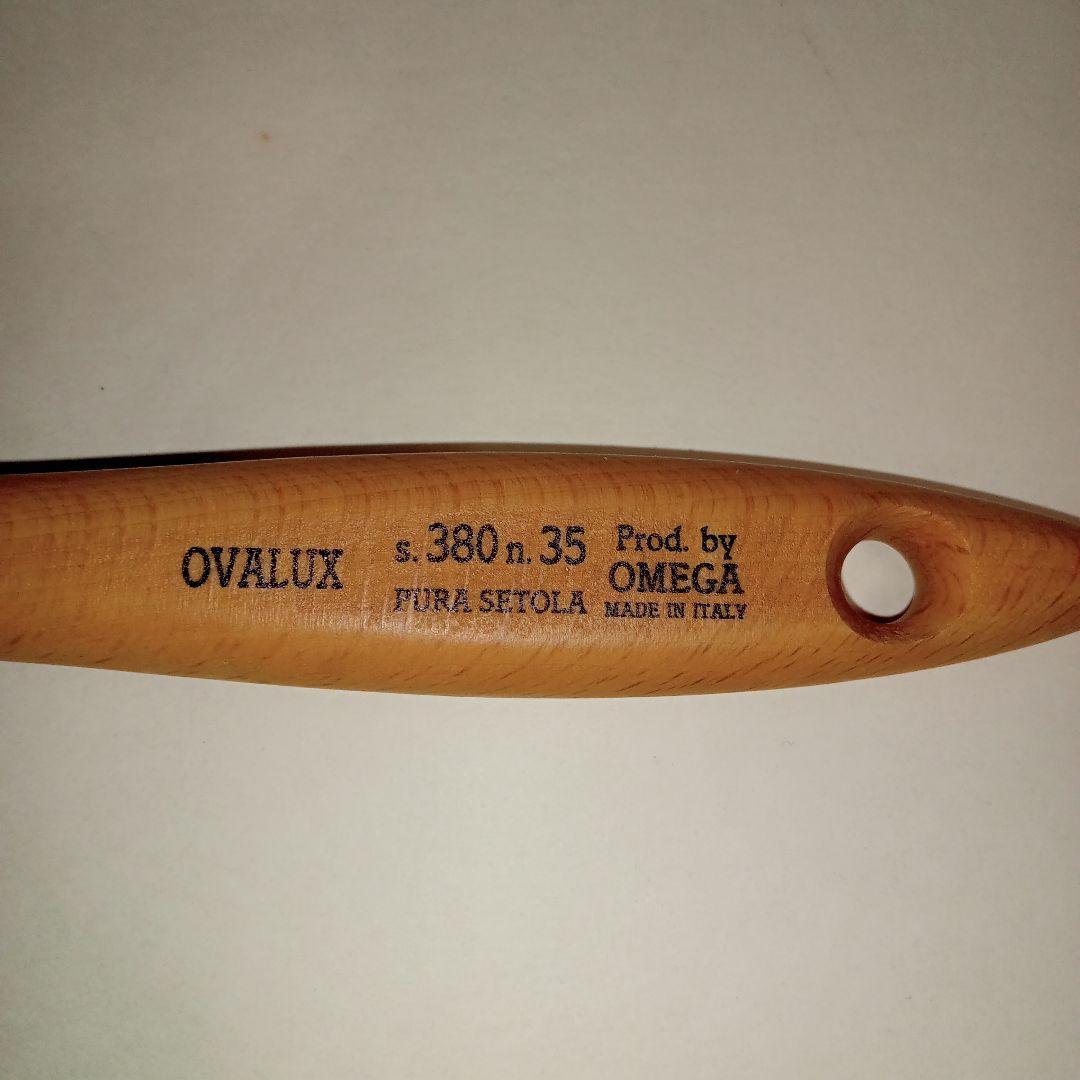 OVALUX
s. 380 n. 35
PURA SETOLA
Prod. by
OMEGA
MADE IN ITALY